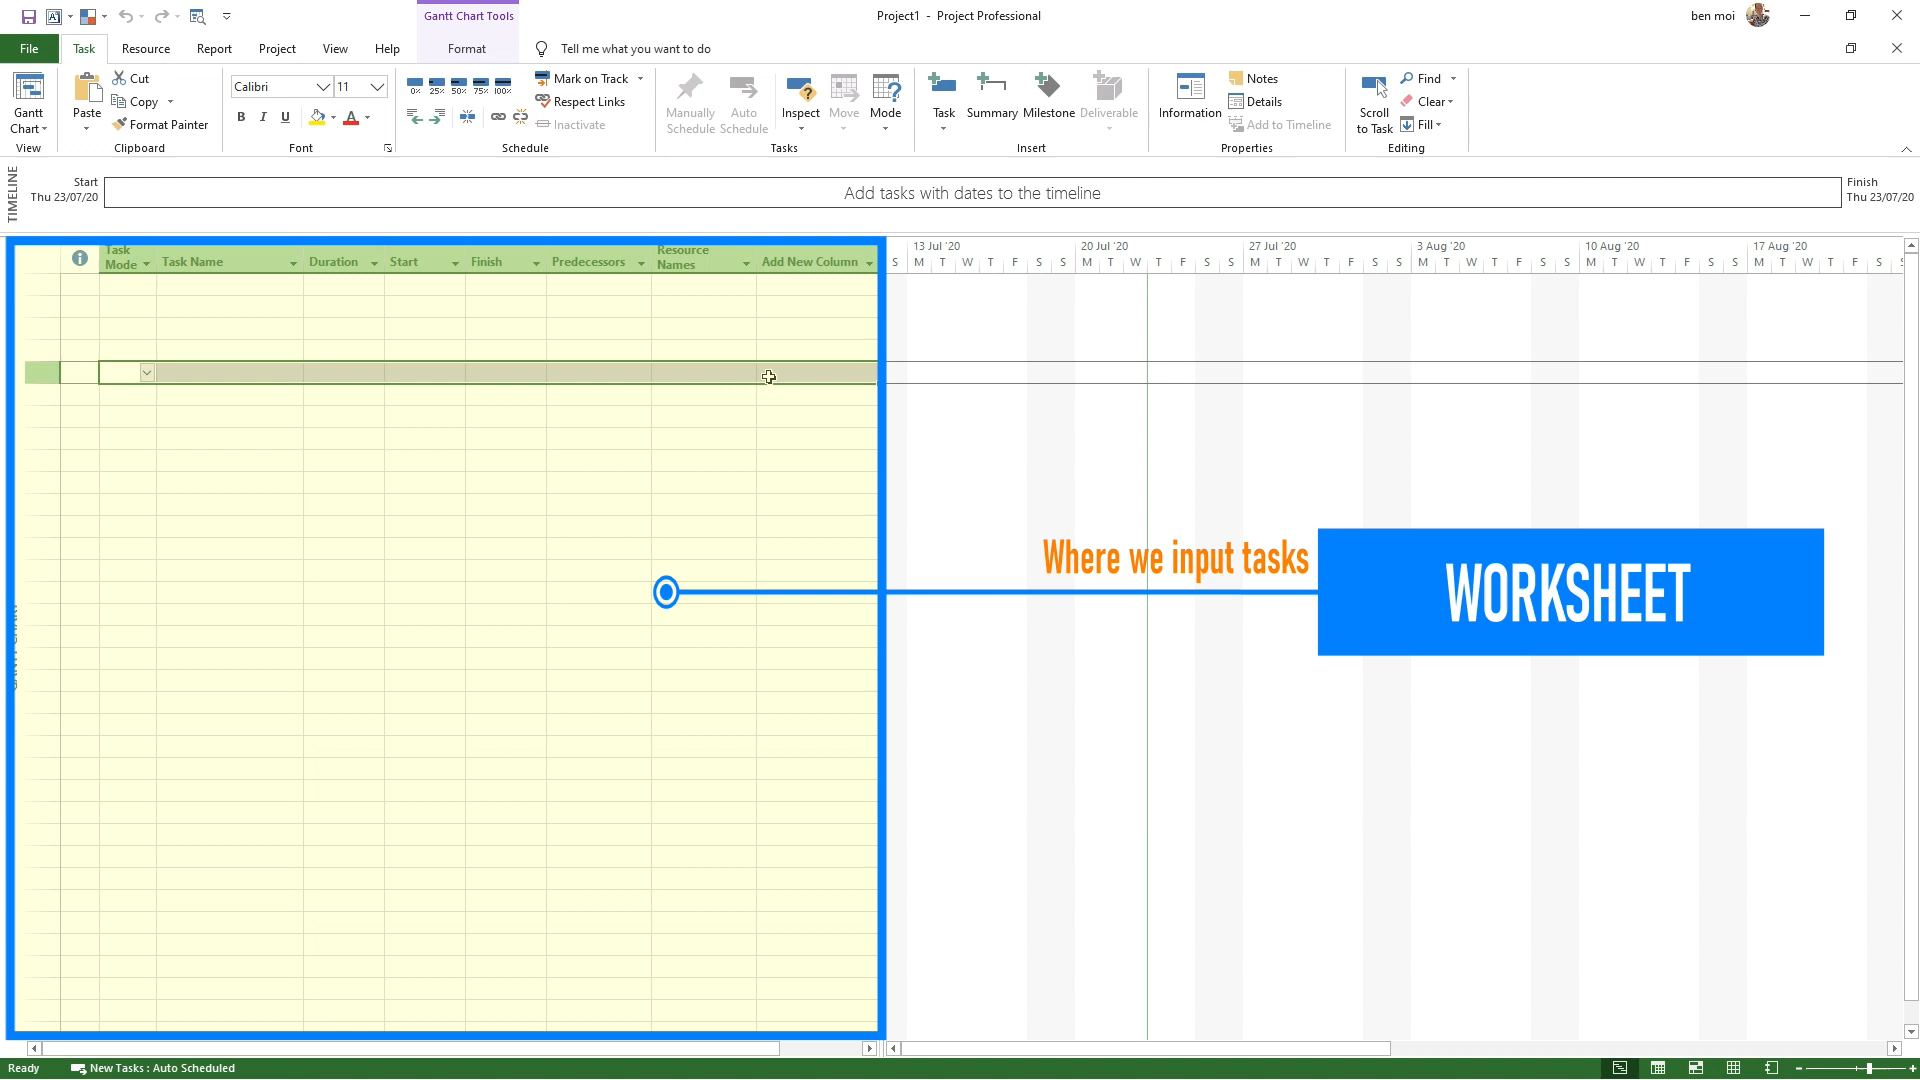 Gantt Chart Tools
Project1 - Project Professional
ben moi
File
Task
Resource
Report
Project
View
Help
Format
Tell me what you want to do
Gantt
Chart
View
Paste
Cut
Copy
Format Painter
Clipboard
Calibri
11
B I U
A
Font
0%
25%
50%
75%
100%
Mark on Track
Respect Links
Inactivate
Schedule
Manually
Schedule
Auto
Schedule
Inspect
Move
Mode
Tasks
Task
Summary
Milestone
Deliverable
Insert
Information
Notes
Details
Add to Timeline
Properties
Scroll
to Task
Find
Clear
Fill
Editing
TIMELINE
Start
Thu 23/07/20
Add tasks with dates to the timeline
Finish
Thu 23/07/20
Task
Mode
Task Name
Duration
Start
Finish
Predecessors
Resource
Names
Add New Column
13 Jul '20
20 Jul '20
27 Jul '20
3 Aug '20
10 Aug '20
17 Aug '20
S M T W T F S S M T W T F S S M T W T F S S M T W T F S S M T W T F S S M T W T F S S
Where we input tasks
WORKSHEET
Ready
New Tasks : Auto Scheduled